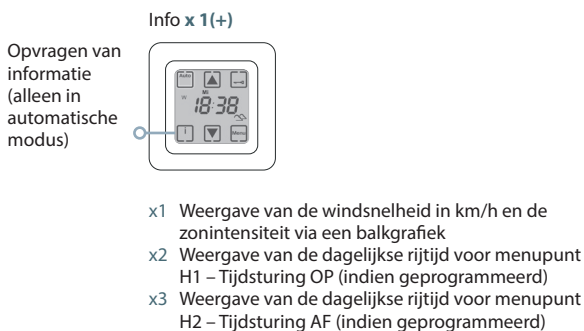 Info x 1(+)
Opvragen van
informatie
(alleen in
automatische
modus)
Auto
Mi
18:38
i
Menu
x1 Weergave van de windsnelheid in km/h en de
zonintensiteit via een balkgrafiek
x2 Weergave van de dagelijkse rijtijd voor menupunt
H1 – Tijdsturing OP (indien geprogrammeerd)
x3 Weergave van de dagelijkse rijtijd voor menupunt
H2 – Tijdsturing AF (indien geprogrammeerd)